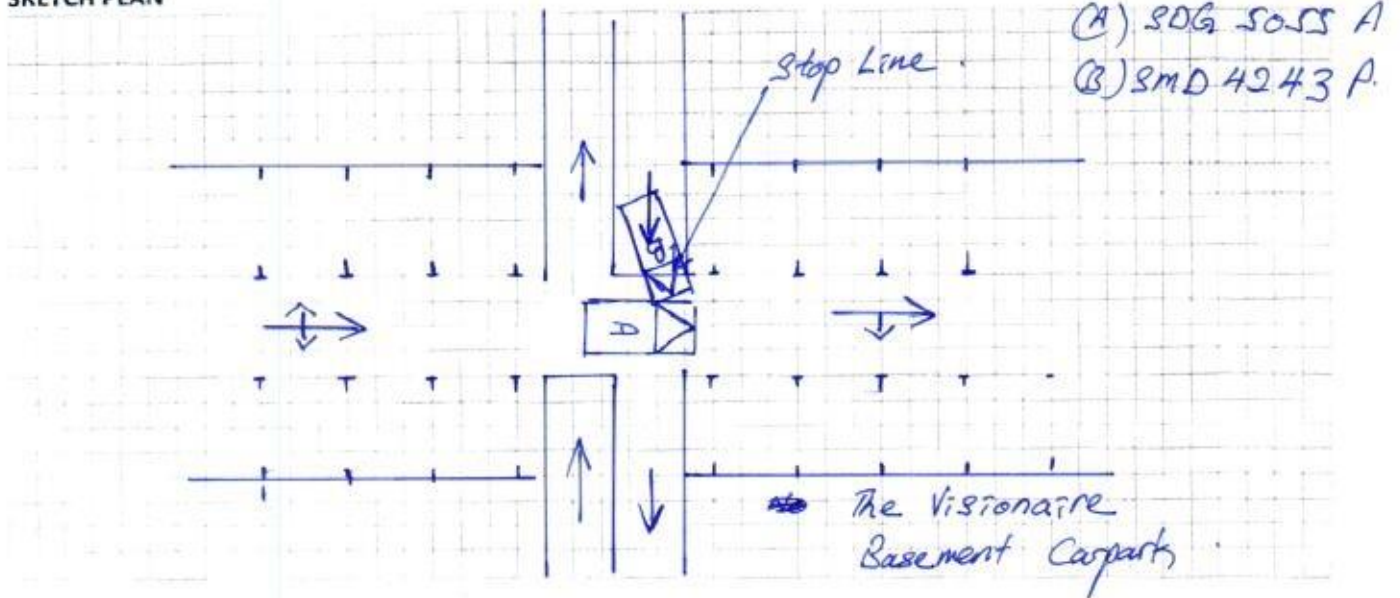 SKETCH PLAN
(A) SDG 5055 A
(B) SMD 4243 P.
Stop Line
B
A
The Visionaire
Basement Carpark